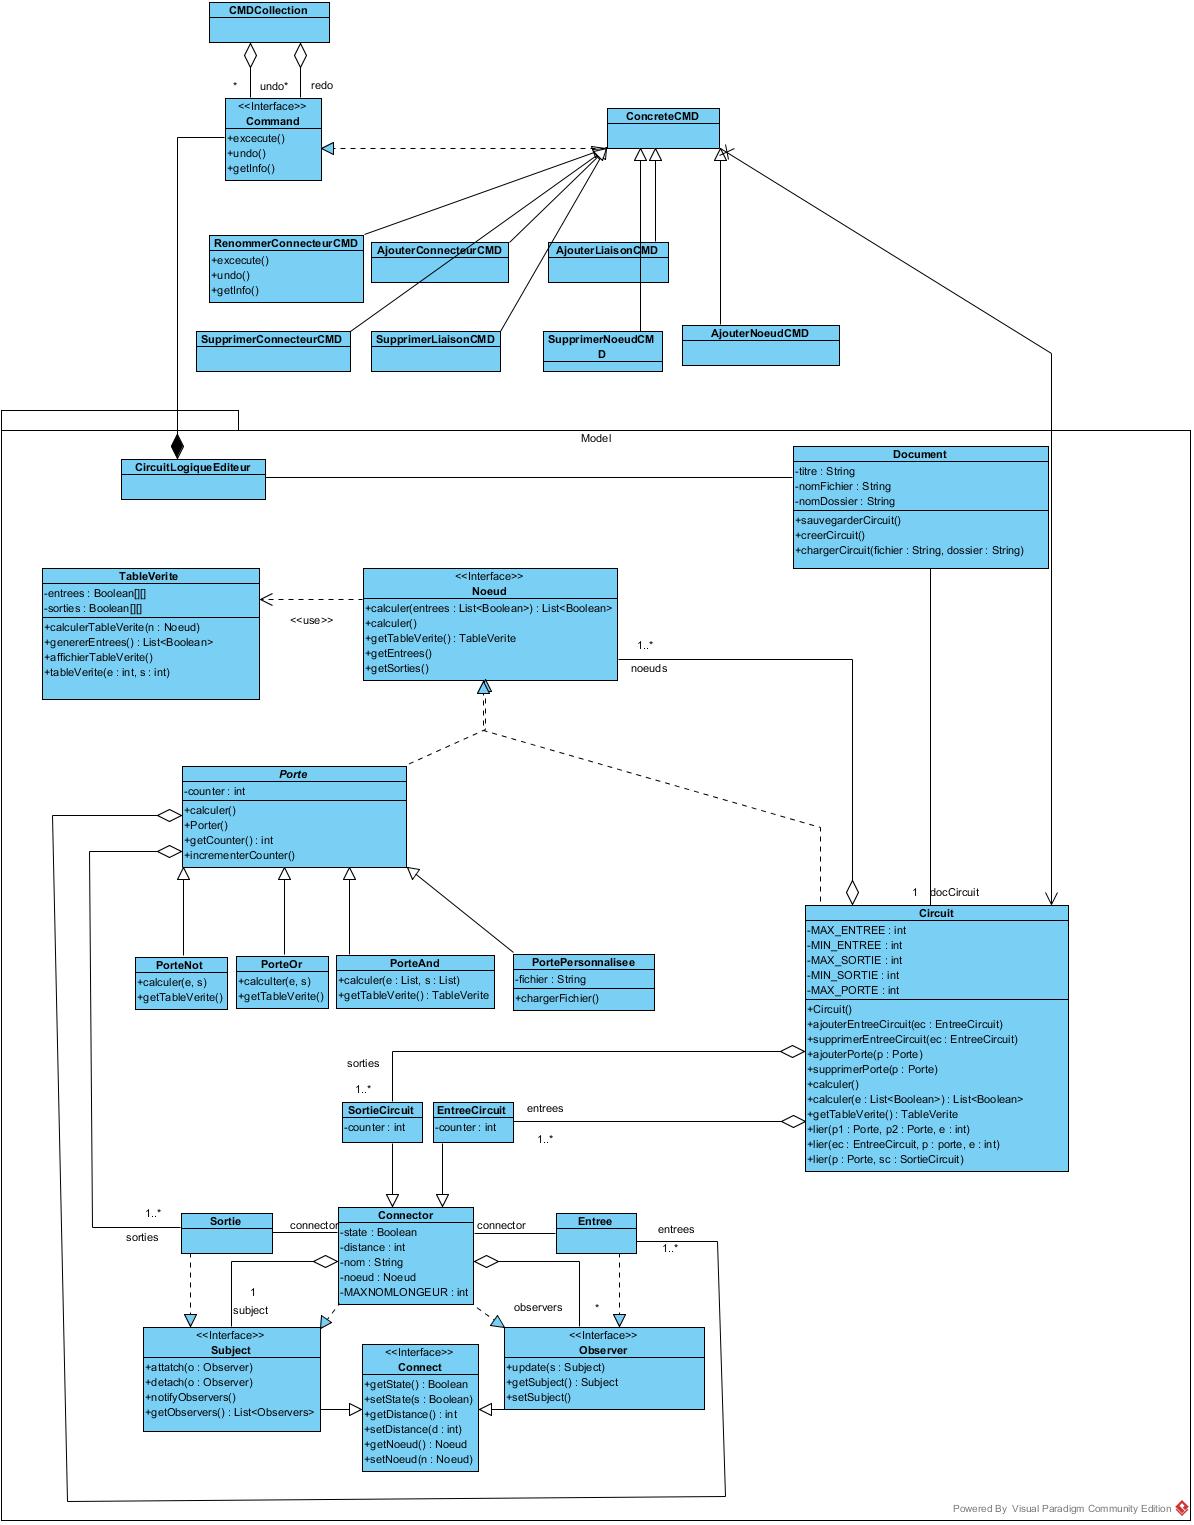 CMDCollection
*
undo*
redo
<<Interface>>
Command
+excecute()
+undo()
+getInfo()
ConcreteCMD
RenommerConnecteurCMD
+excecute()
+undo()
+getInfo()
AjouterConnecteurCMD
AjouterLiaisonCMD
SupprimerConnecteurCMD
SupprimerLiaisonCMD
SupprimerNoeudCM
D
AjouterNoeudCMD
Model
CircuitLogiqueEditeur
Document
-titre : String
-nomFichier : String
-nomDossier : String
+sauvegarderCircuit()
+creerCircuit()
+chargerCircuit(fichier : String, dossier : String)
TableVerite
-entrees : Boolean[][]
-sorties : Boolean[][]
+calculerTableVerite(n : Noeud)
+genererEntrees() : List<Boolean>
+affichierTableVerite()
+tableVerite(e : int, s : int)
<<use>>
<<Interface>>
Noeud
+calculer(entrees : List<Boolean>) : List<Boolean>
+calculer()
+getTableVerite() : TableVerite
+getEntrees()
+getSorties()
1..*
noeuds
Porte
-counter : int
+calculer()
+Porter()
+getCounter() : int
+incrementerCounter()
1
docCircuit
PorteNot
+calculer(e, s)
+getTableVerite()
PorteOr
+calculter(e, s)
+getTableVerite()
PorteAnd
+calculer(e : List, s : List)
+getTableVerite() : TableVerite
PortePersonnalisee
-fichier : String
+chargerFichier()
Circuit
-MAX_ENTREE : int
-MIN_ENTREE : int
-MAX_SORTIE : int
-MIN_SORTIE : int
-MAX_PORTE : int
+Circuit()
+ajouterEntreeCircuit(ec : EntreeCircuit)
+supprimerEntreeCircuit(ec : EntreeCircuit)
+ajouterPorte(p : Porte)
+supprimerPorte(p : Porte)
+calculer()
+calculer(e : List<Boolean>) : List<Boolean>
+getTableVerite() : TableVerite
+lier(p1 : Porte, p2 : Porte, e : int)
+lier(ec : EntreeCircuit, p : porte, e : int)
+lier(p : Porte, sc : SortieCircuit)
sorties
1..*
SortieCircuit
-counter : int
EntreeCircuit
-counter : int
entrees
1..*
1..*
sorties
Sortie
connector
Connector
-state : Boolean
-distance : int
-nom : String
-noeud : Noeud
-MAXNOMLONGEUR : int
connector
Entree
entrees
1..*
1
subject
observers
*
<<Interface>>
Subject
+attatch(o : Observer)
+detach(o : Observer)
+notifyObservers()
+getObservers() : List<Observers>
<<Interface>>
Connect
+getState() : Boolean
+setState(s : Boolean)
+getDistance() : int
+setDistance(d : int)
+getNoeud() : Noeud
+setNoeud(n : Noeud)
<<Interface>>
Observer
+update(s : Subject)
+getSubject() : Subject
+setSubject()
Powered By Visual Paradigm Community Edition